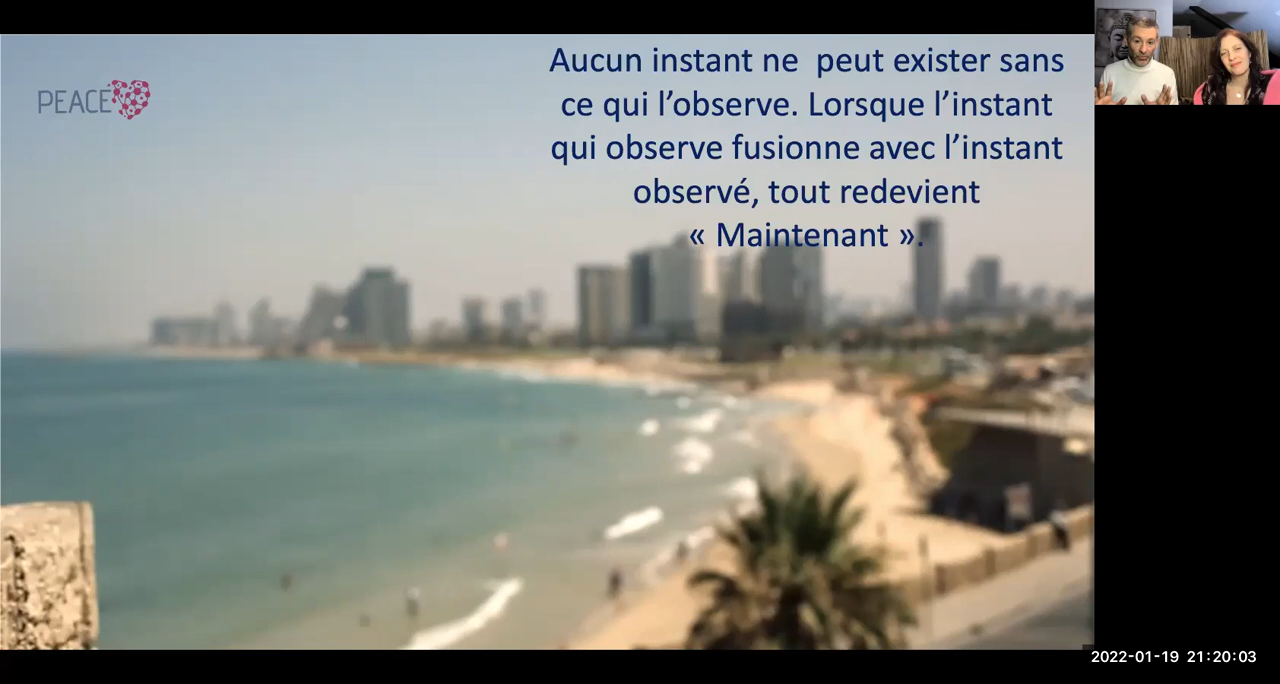 PEACE
Aucun instant ne  peut exister sans
ce qui l’observe. Lorsque l’instant
qui observe fusionne avec l’instant
observé, tout redevient
« Maintenant ».
2022-01-19 21:20:03